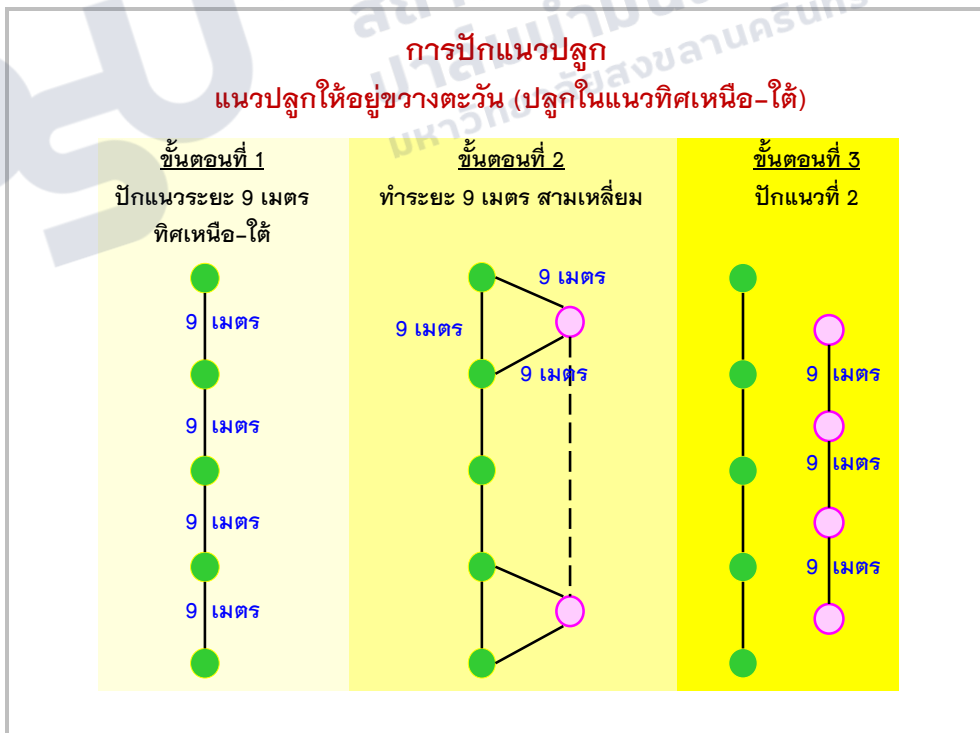 การปักแนวปลูก
แนวปลูกให้อยู่ขวางตะวัน (ปลูกในแนวทิศเหนือ-ใต้)
ขั้นตอนที่ 1
ปักแนวระยะ 9 เมตร
ทิศเหนือ-ใต้
9 เมตร
9 เมตร
9 เมตร
9 เมตร
ขั้นตอนที่ 2
ทำระยะ 9 เมตร สามเหลี่ยม
9 เมตร
9 เมตร
9 เมตร
ขั้นตอนที่ 3
ปักแนวที่ 2
9 เมตร
9 เมตร
9 เมตร